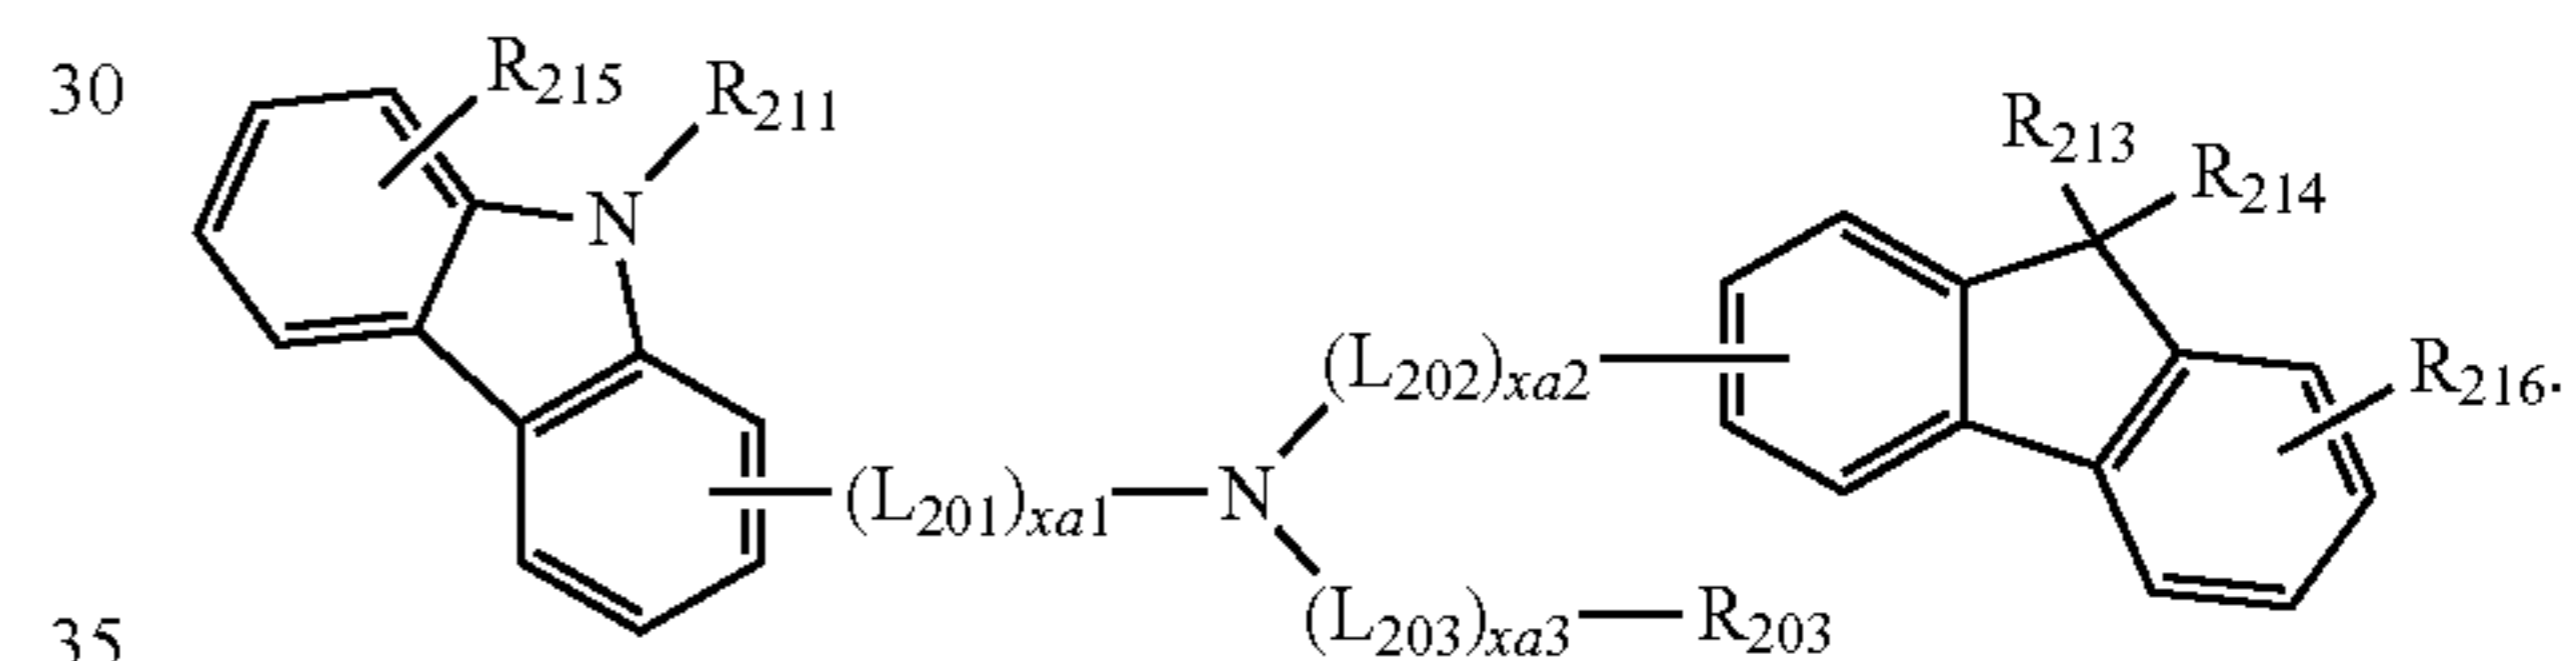 30
R215
R211
N
R213
R214
(L202)xa2
R216.
(L201)xa1
N
(L203)xa3
R203
35